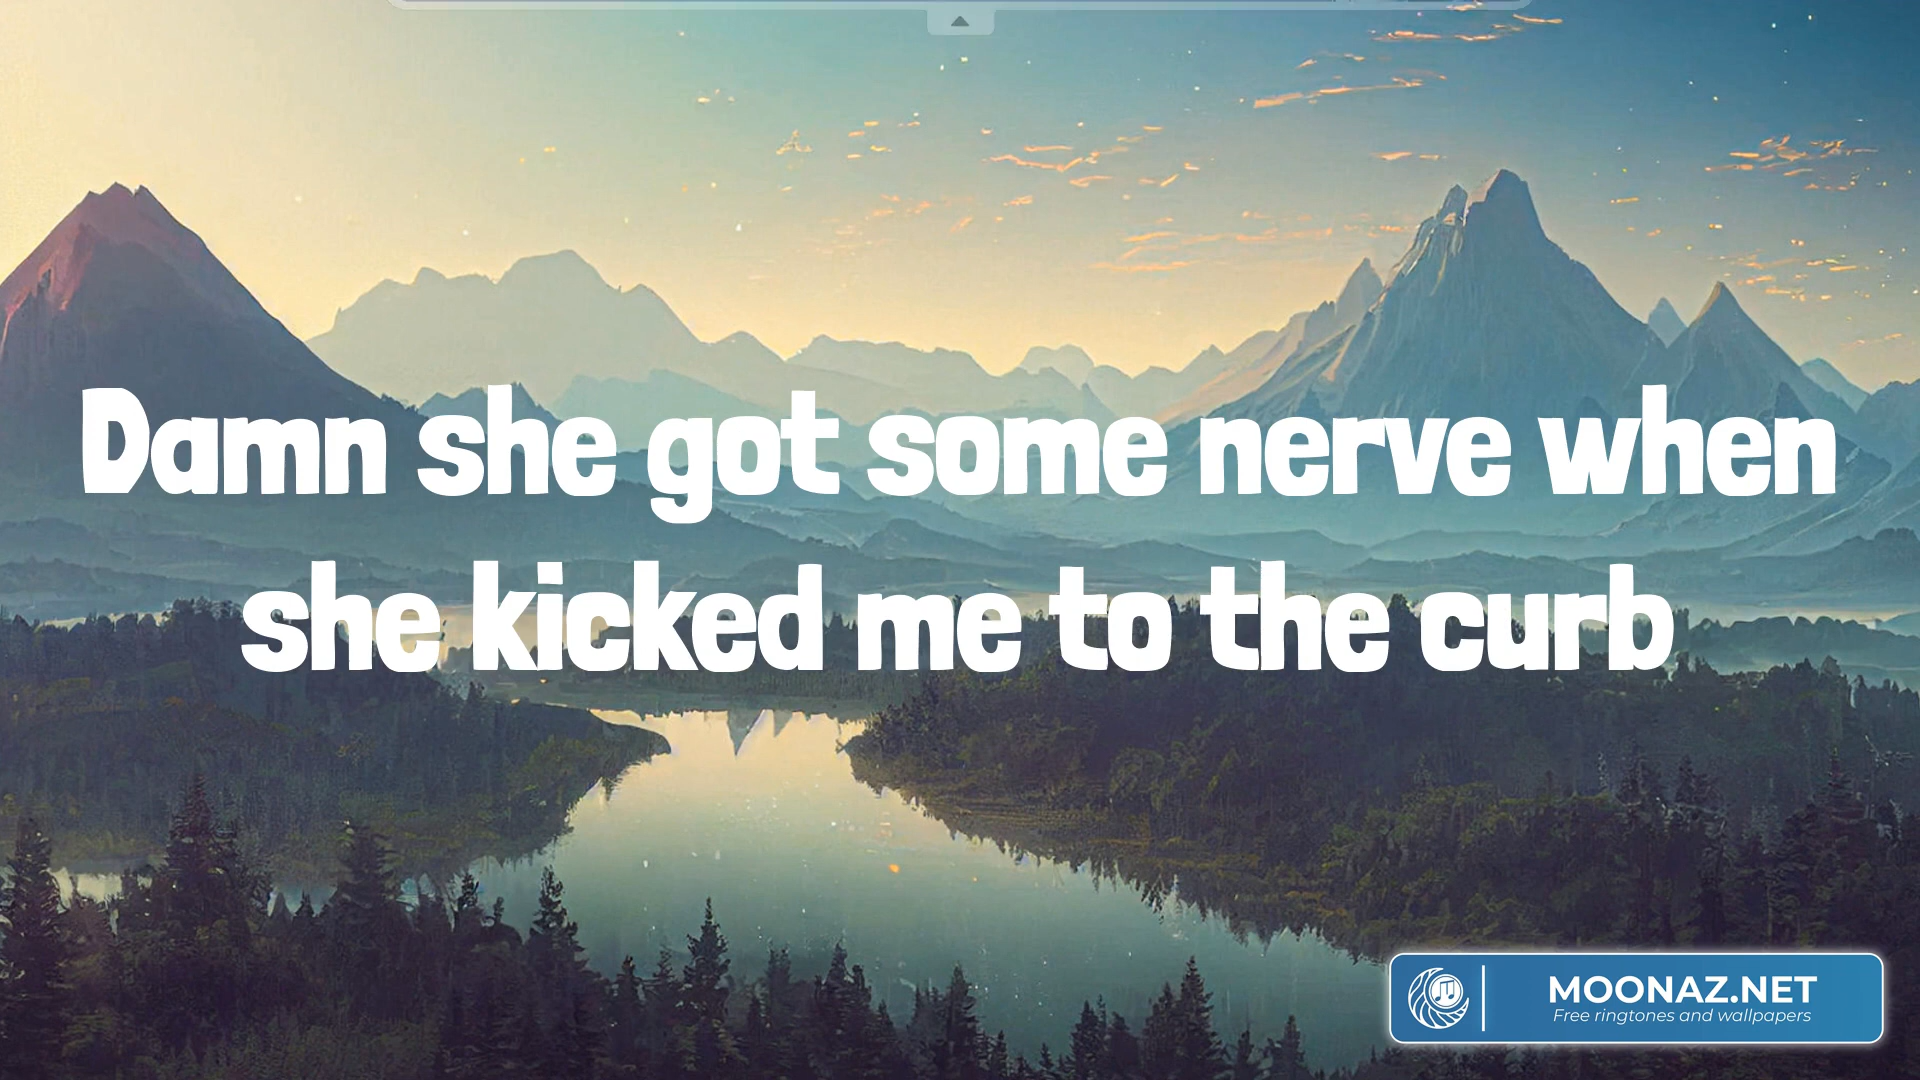 Damn she got some nerve when
she kicked me to the curb
MOONAZ.NET
Free ringtones and wallpapers